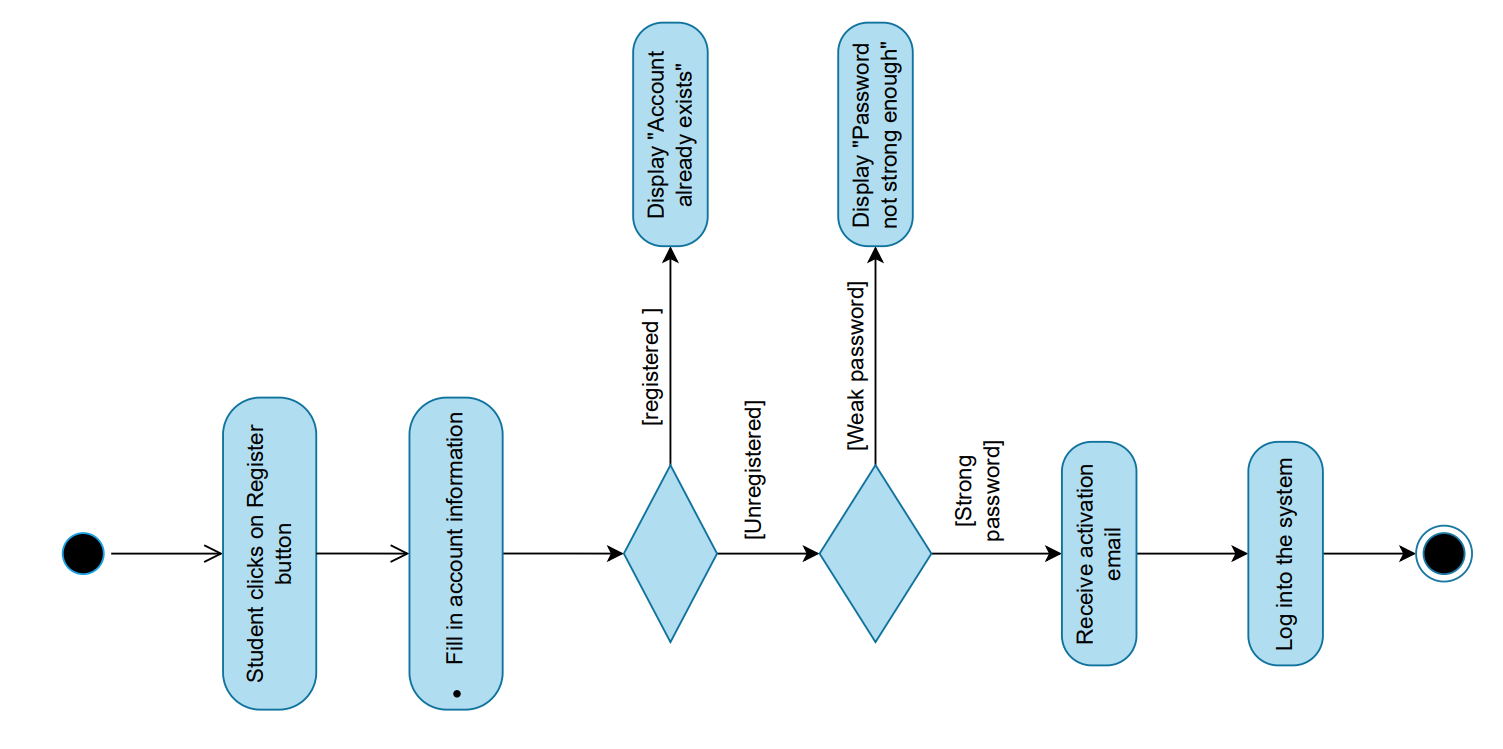 Student clicks on Register
button
• Fill in account information
[registered ]
Display "Account
already exists"
[Unregistered]
[Weak password]
Display "Password
not strong enough"
[Strong
password]
Receive activation
email
Log into the system